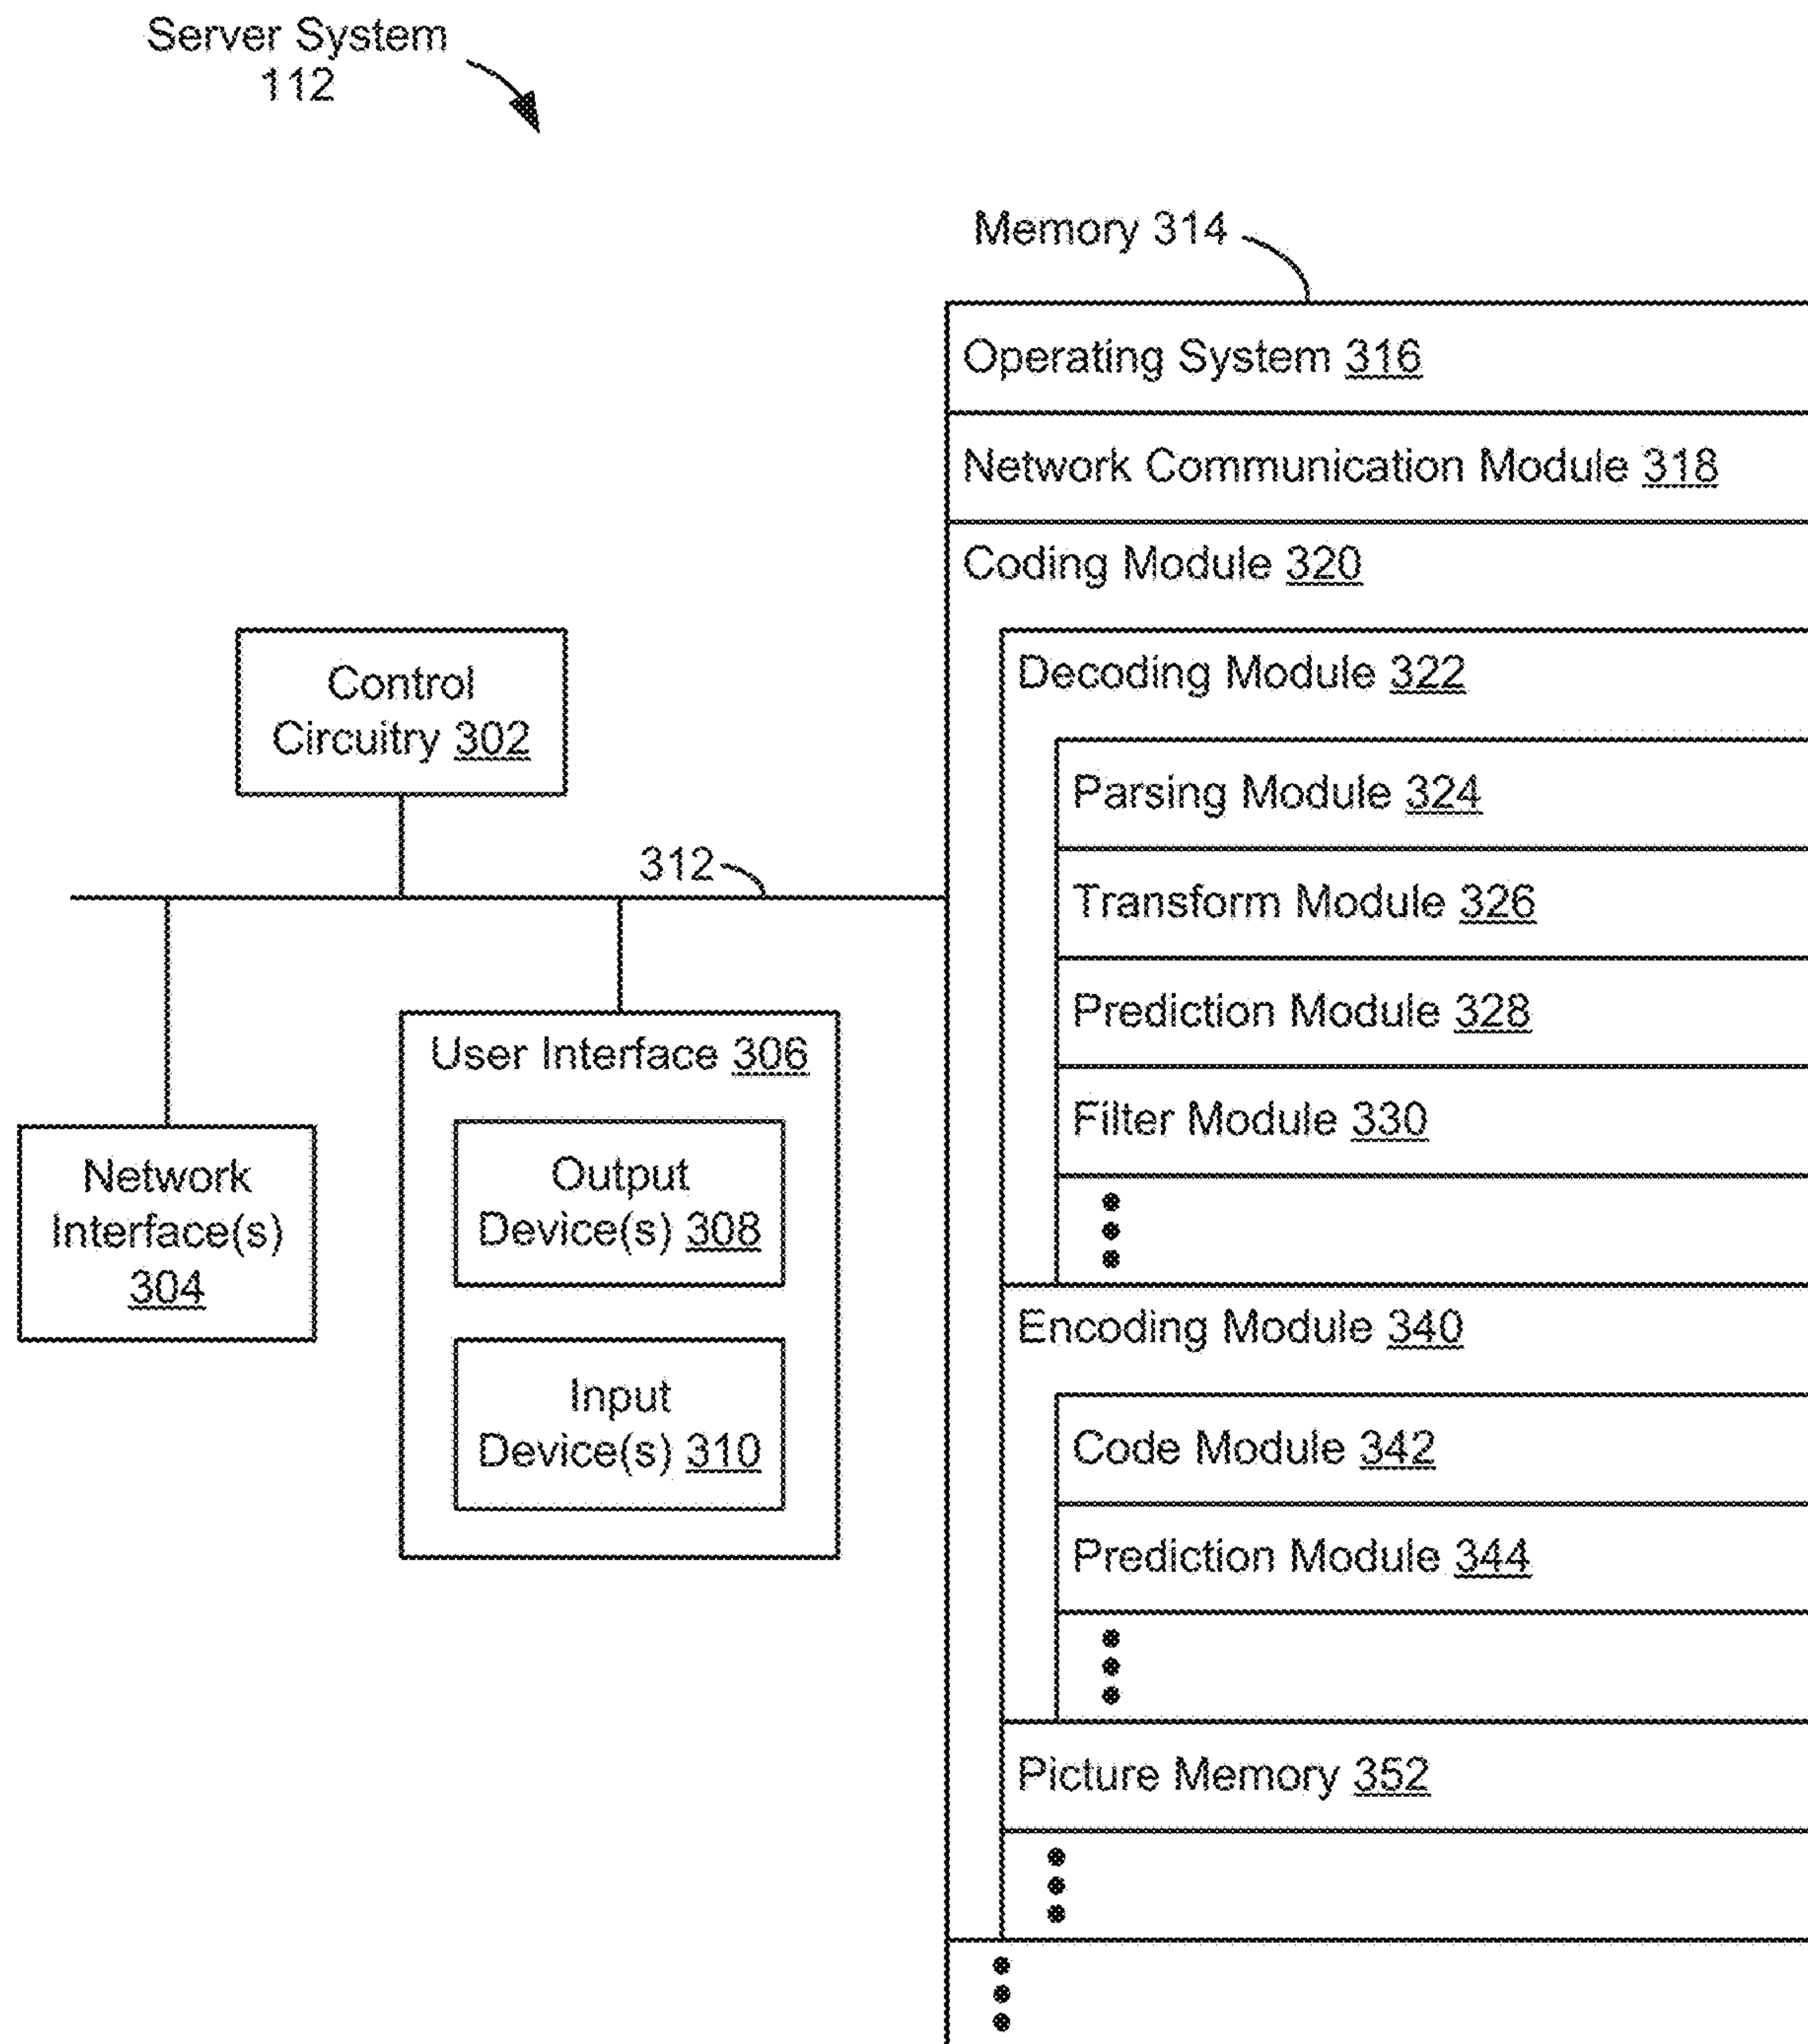 Server System
112
Memory 314
Operating System 316
Network Communication Module 318
Coding Module 320
Decoding Module 322
Parsing Module 324
Transform Module 326
Prediction Module 328
Filter Module 330
Encoding Module 340
Code Module 342
Prediction Module 344
Picture Memory 352
Control
Circuitry 302
312
Network
Interface(s)
304
User Interface 306
Output
Device(s) 308
Input
Device(s) 310